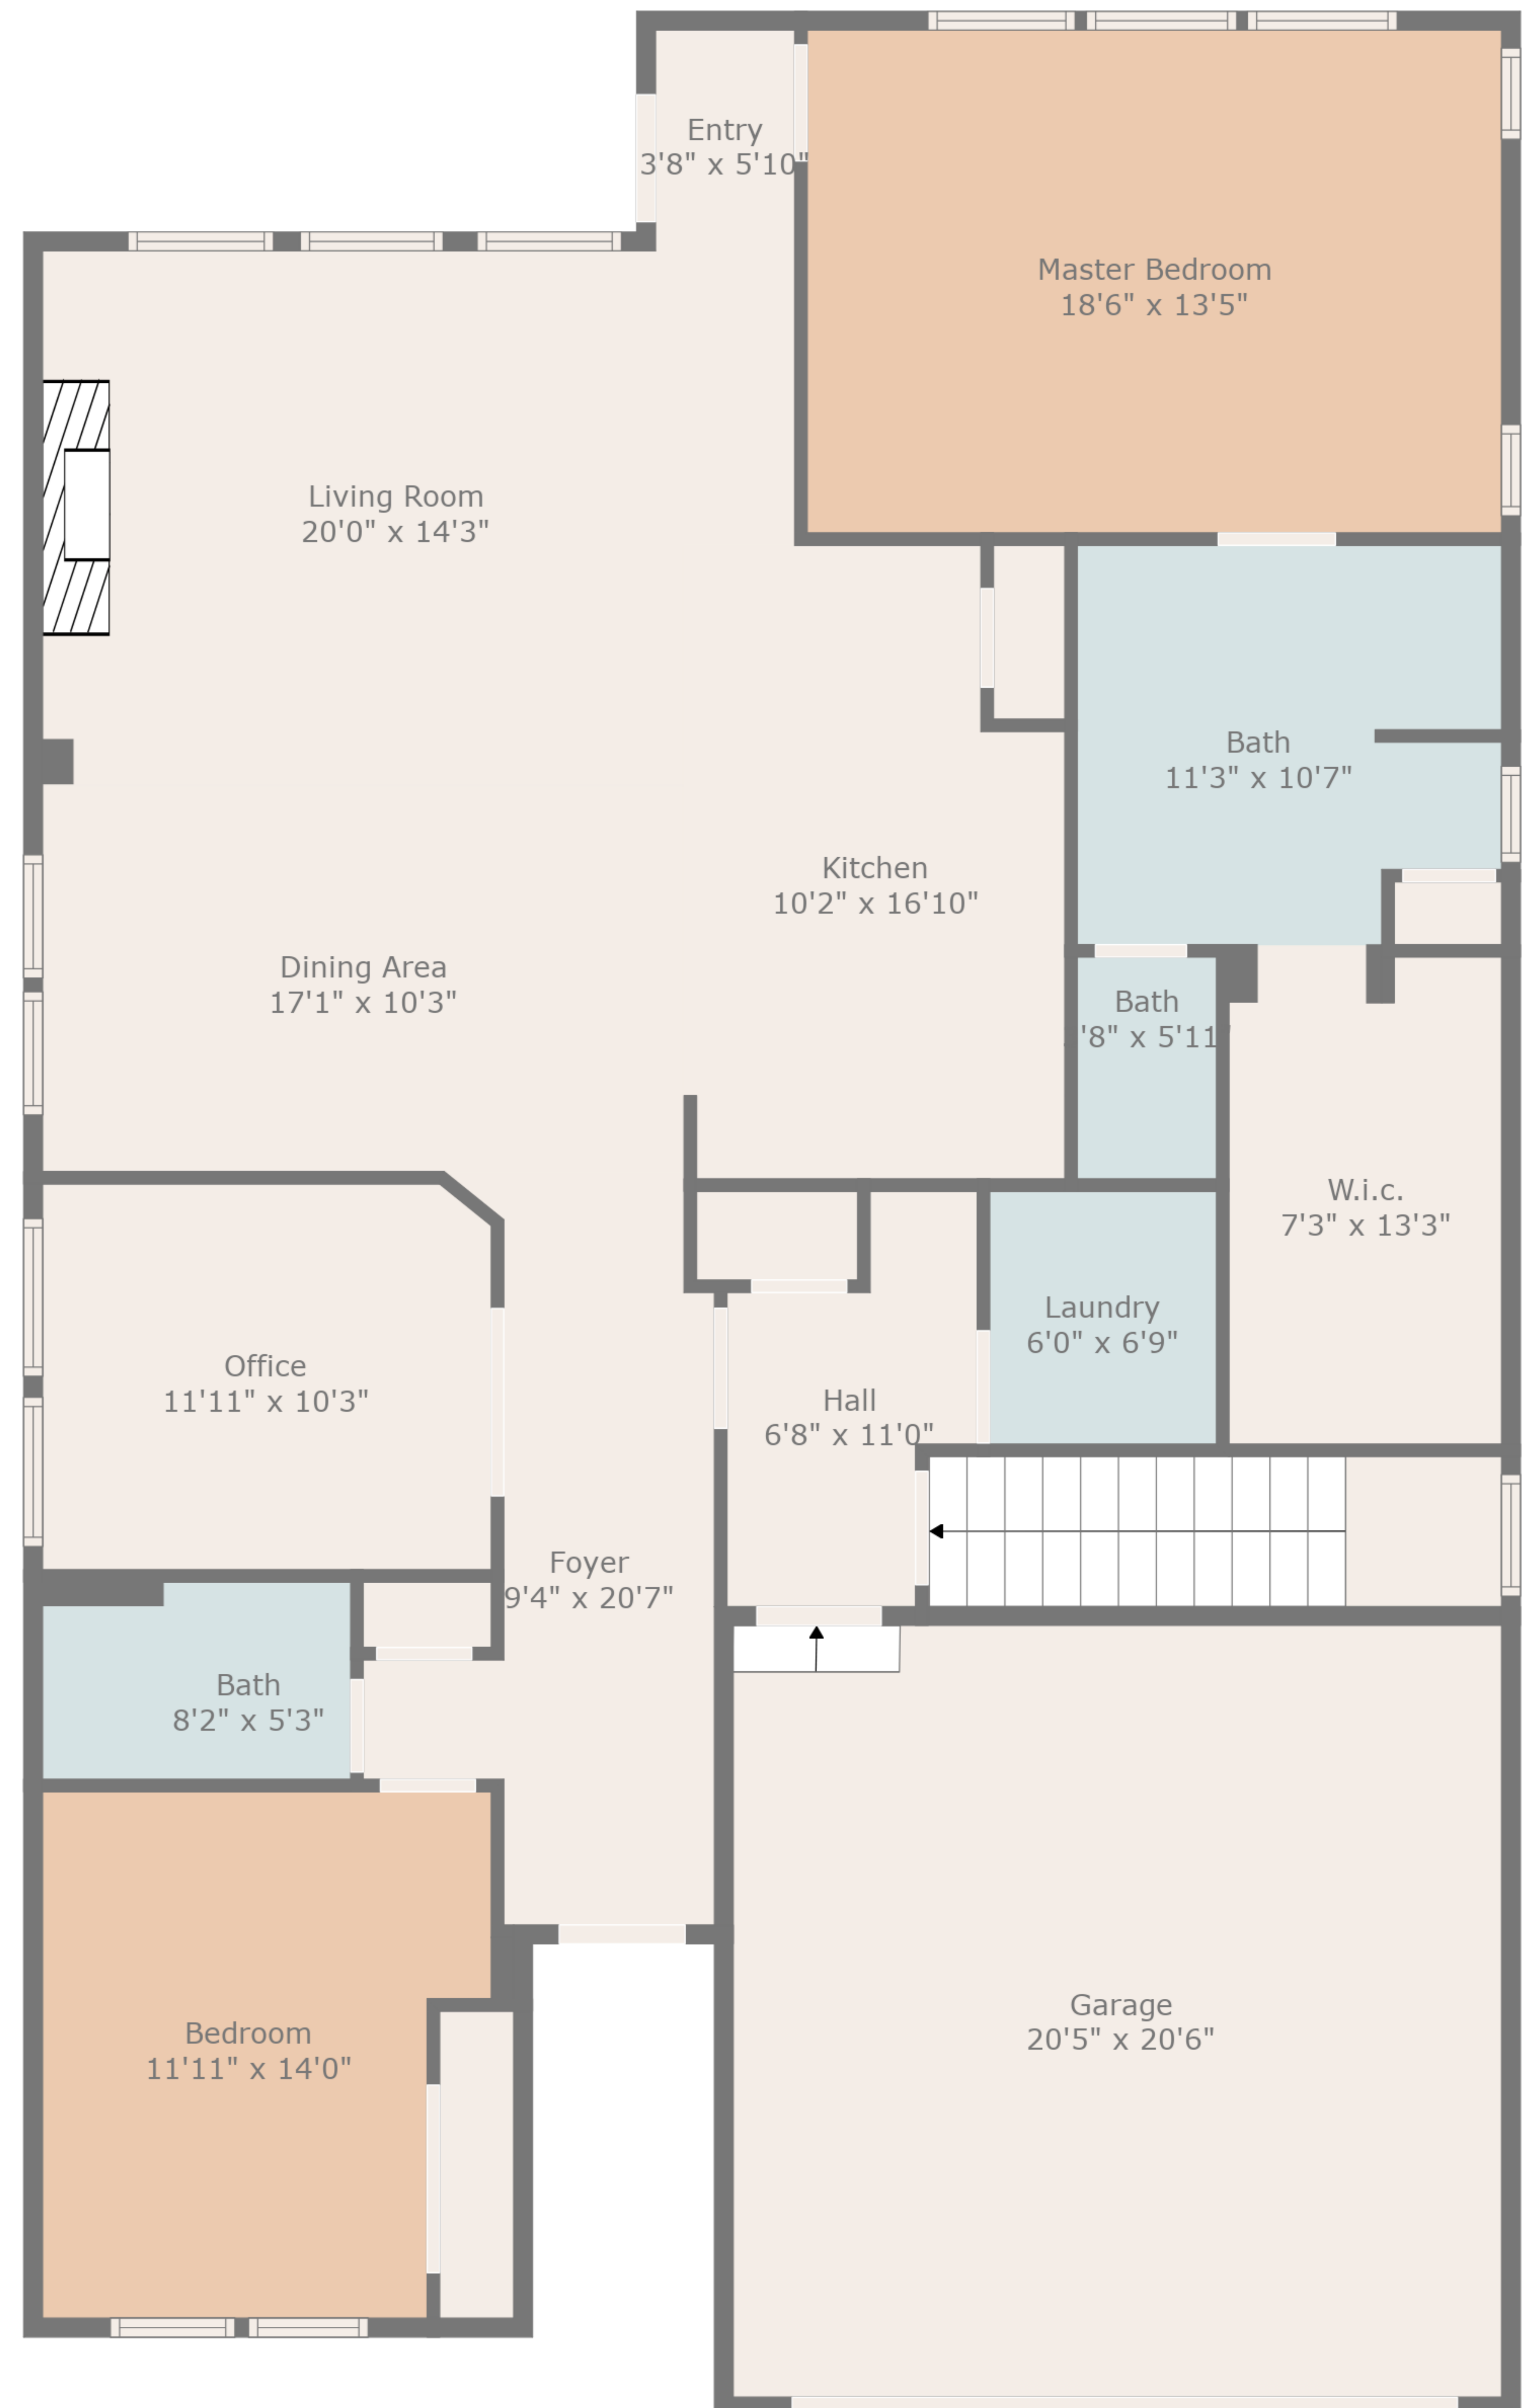 Entry
3'8" x 5'10"
Master Bedroom
18'6" x 13'5"
Living Room
20'0" x 14'3"
Bath
11'3" x 10'7"
Kitchen
10'2" x 16'10"
Dining Area
17'1" x 10'3"
Bath
'8" x 5'11
W.i.c.
7'3" x 13'3"
Laundry
6'0" x 6'9"
Office
11'11" x 10'3"
Hall
6'8" x 11'0"
Foyer
9'4" x 20'7"
Bath
8'2" x 5'3"
Garage
20'5" x 20'6"
Bedroom
11'11" x 14'0"